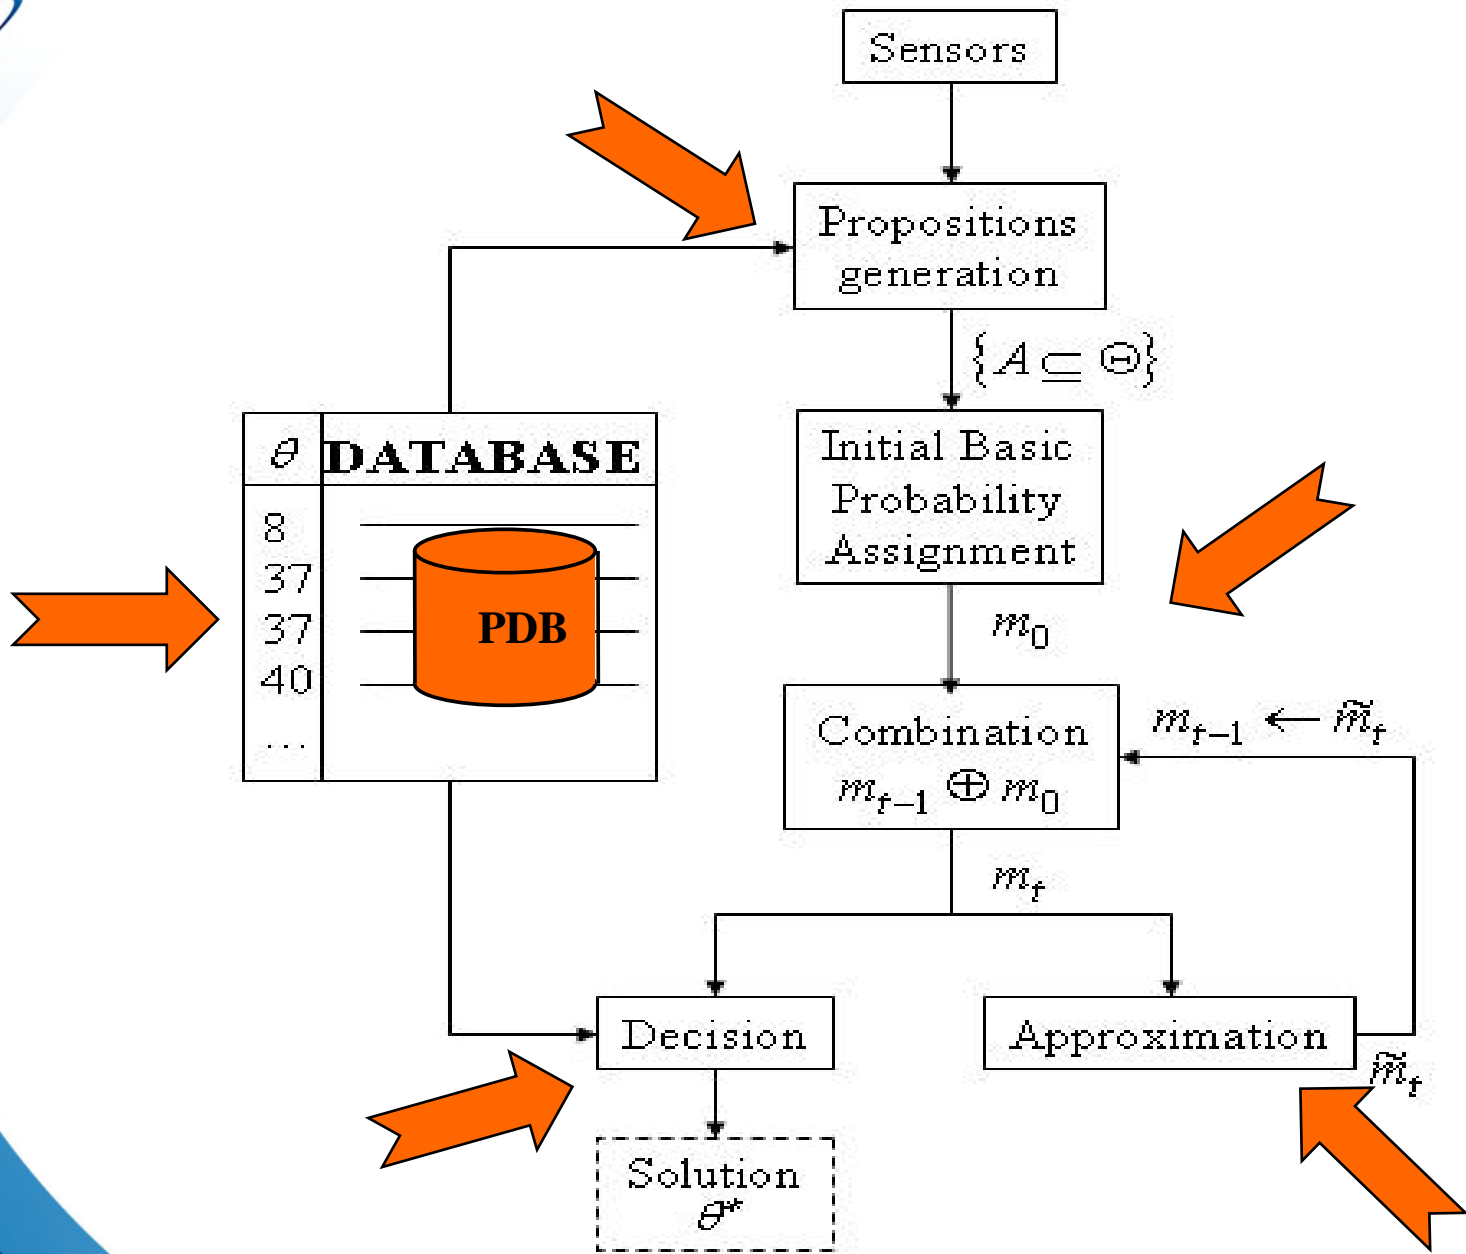 Sensors
Propositions
generation
{A ⊆ Θ}
θ DATABASE
8
37
37
40
...
PDB
Initial Basic
Probability
Assignment
m₀
Combination
mₜ₋₁ ⊕ m₀
mₜ₋₁ ← m̃ₜ
mₜ
Decision
Approximation
m̃ₜ
Solution
θ*